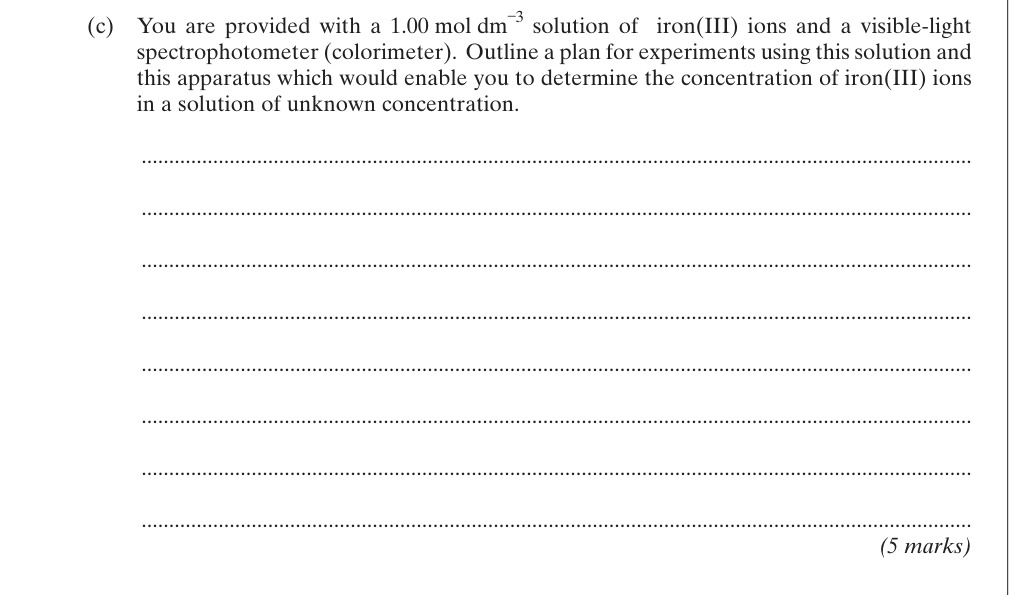 (c) You are provided with a 1.00 mol dm⁻³ solution of iron(III) ions and a visible-light
spectrophotometer (colorimeter). Outline a plan for experiments using this solution and
this apparatus which would enable you to determine the concentration of iron(III) ions
in a solution of unknown concentration.
(5 marks)